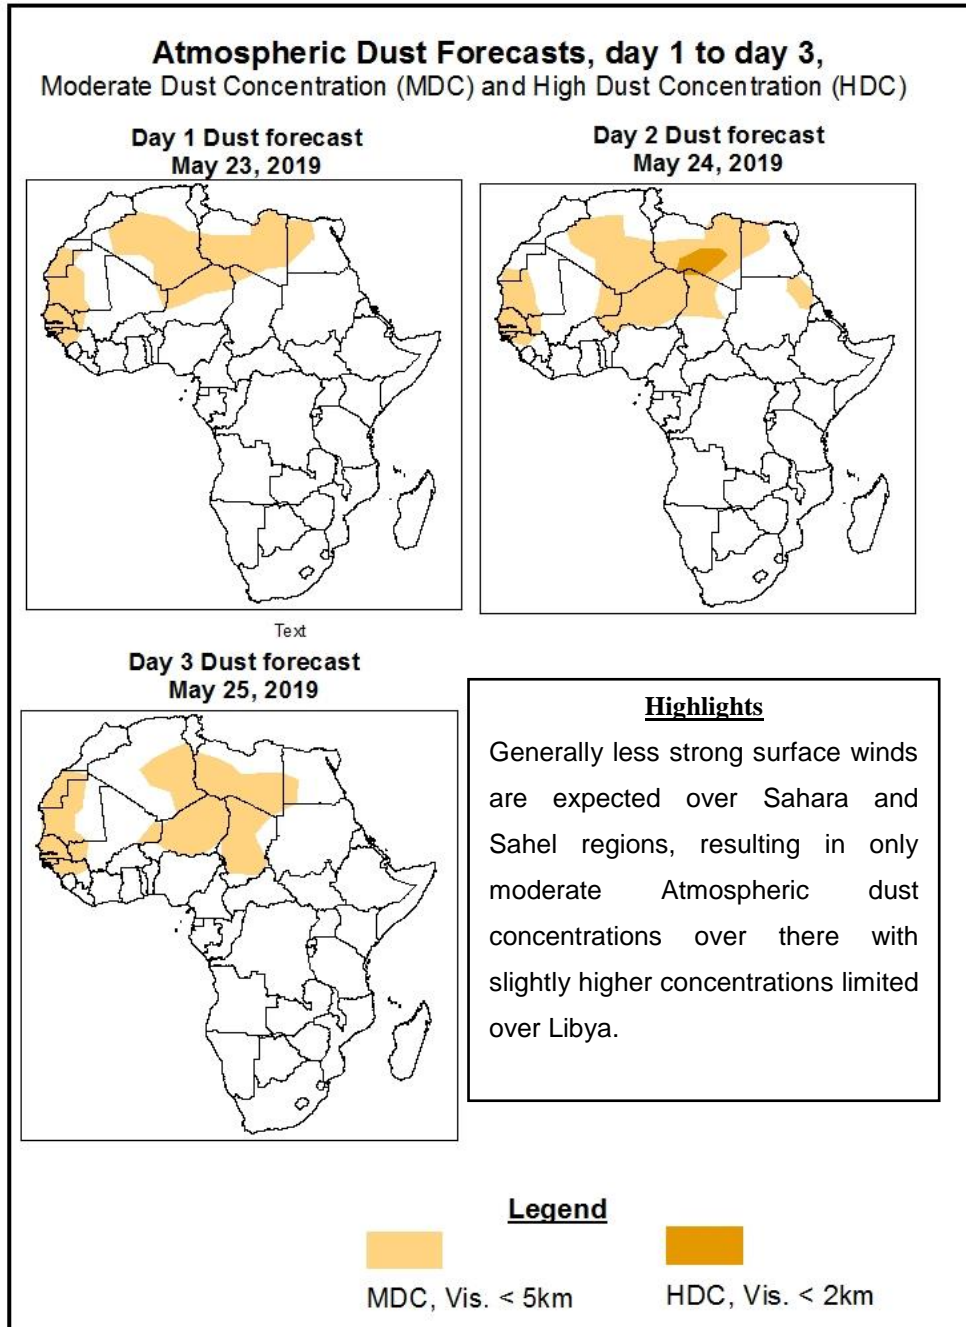 Atmospheric Dust Forecasts, day 1 to day 3,
Moderate Dust Concentration (MDC) and High Dust Concentration (HDC)
Day 1 Dust forecast
May 23, 2019
Day 2 Dust forecast
May 24, 2019
Text
Day 3 Dust forecast
May 25, 2019
Highlights
Generally less strong surface winds
are expected over Sahara and
Sahel regions, resulting in only
moderate Atmospheric dust
concentrations over there with
slightly higher concentrations limited
over Libya.
Legend
MDC, Vis. < 5km
HDC, Vis. < 2km